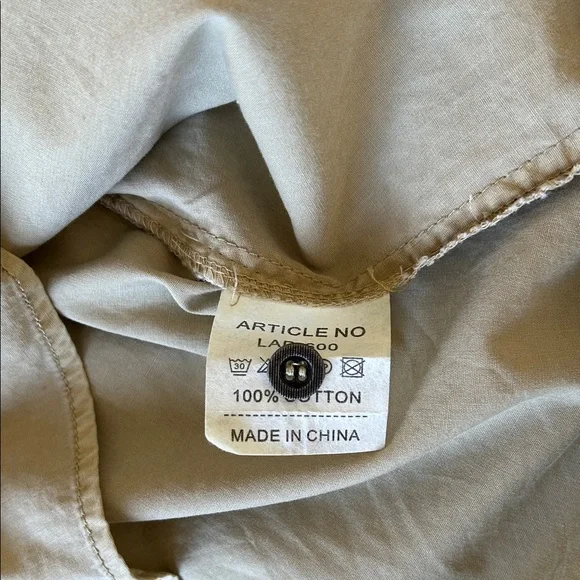 ARTICLE NO
30
100% COTTON
MADE IN CHINA